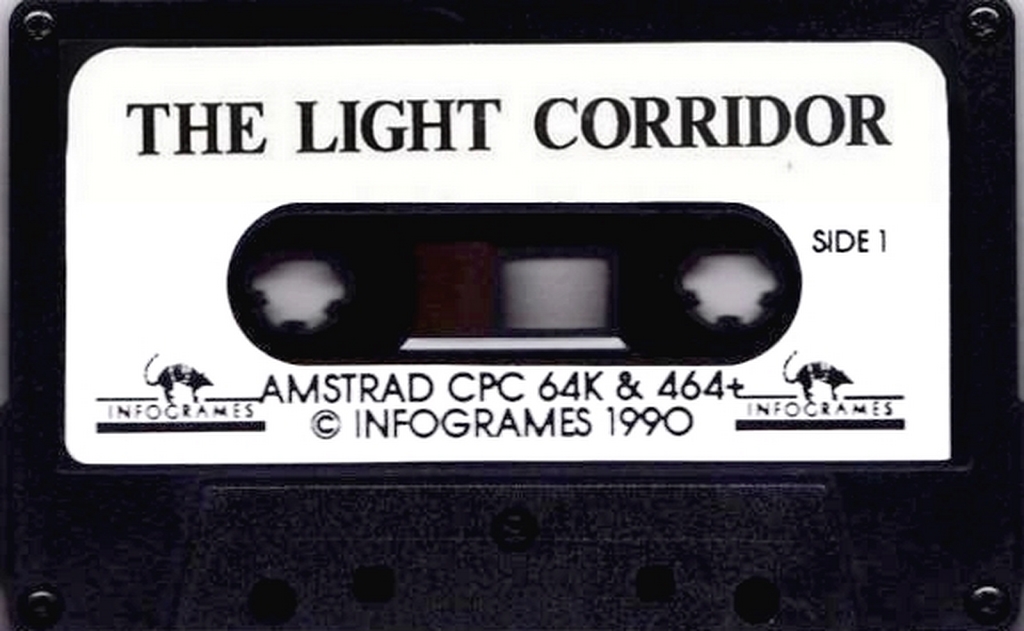 THE LIGHT CORRIDOR
SIDE 1
AMSTRAD CPC 64K & 464+
INFOGRAMES
INFOGRAMES
© INFOGRAMES 1990